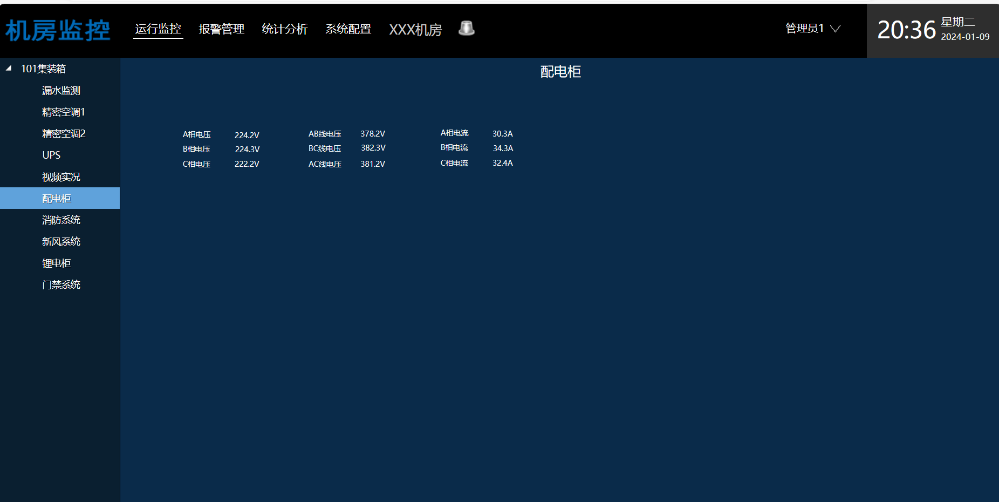 机房监控
运行监控 报警管理 统计分析 系统配置 XXX机房
管理员1
20:36
星期二
2024-01-09
101集装箱
漏水监测
精密空调1
精密空调2
UPS
视频实况
配电柜
消防系统
新风系统
锂电柜
门禁系统
配电柜
A相电压 224.2V AB线电压 378.2V A相电流 30.3A
B相电压 224.3V BC线电压 382.3V B相电流 34.3A
C相电压 222.2V AC线电压 381.2V C相电流 32.4A